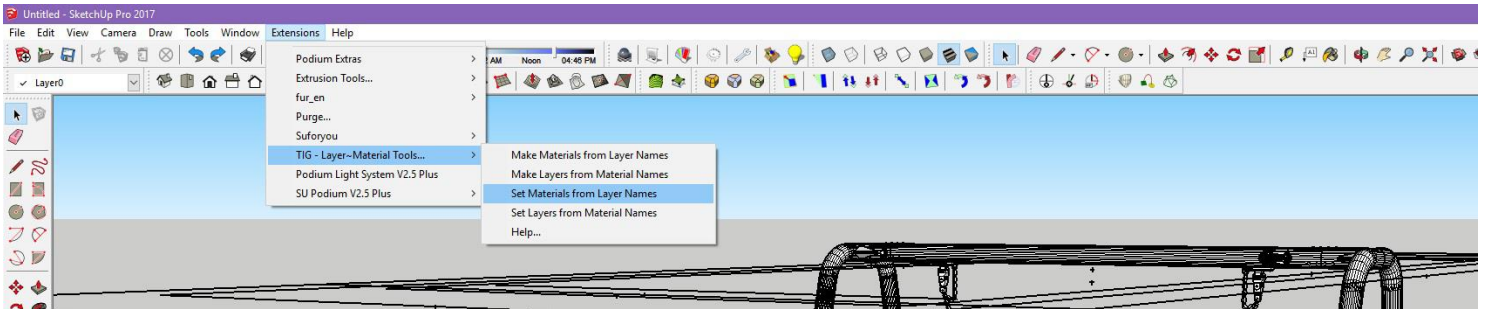 Untitled - SketchUp Pro 2017
File Edit View Camera Draw Tools Window Extensions Help
AM Noon 04:46 PM
Layer0
Podium Extras
Extrusion Tools...
fur_en
Purge...
Suforyou
TIG - Layer~Material Tools...
Podium Light System V2.5 Plus
SU Podium V2.5 Plus
Make Materials from Layer Names
Make Layers from Material Names
Set Materials from Layer Names
Set Layers from Material Names
Help...